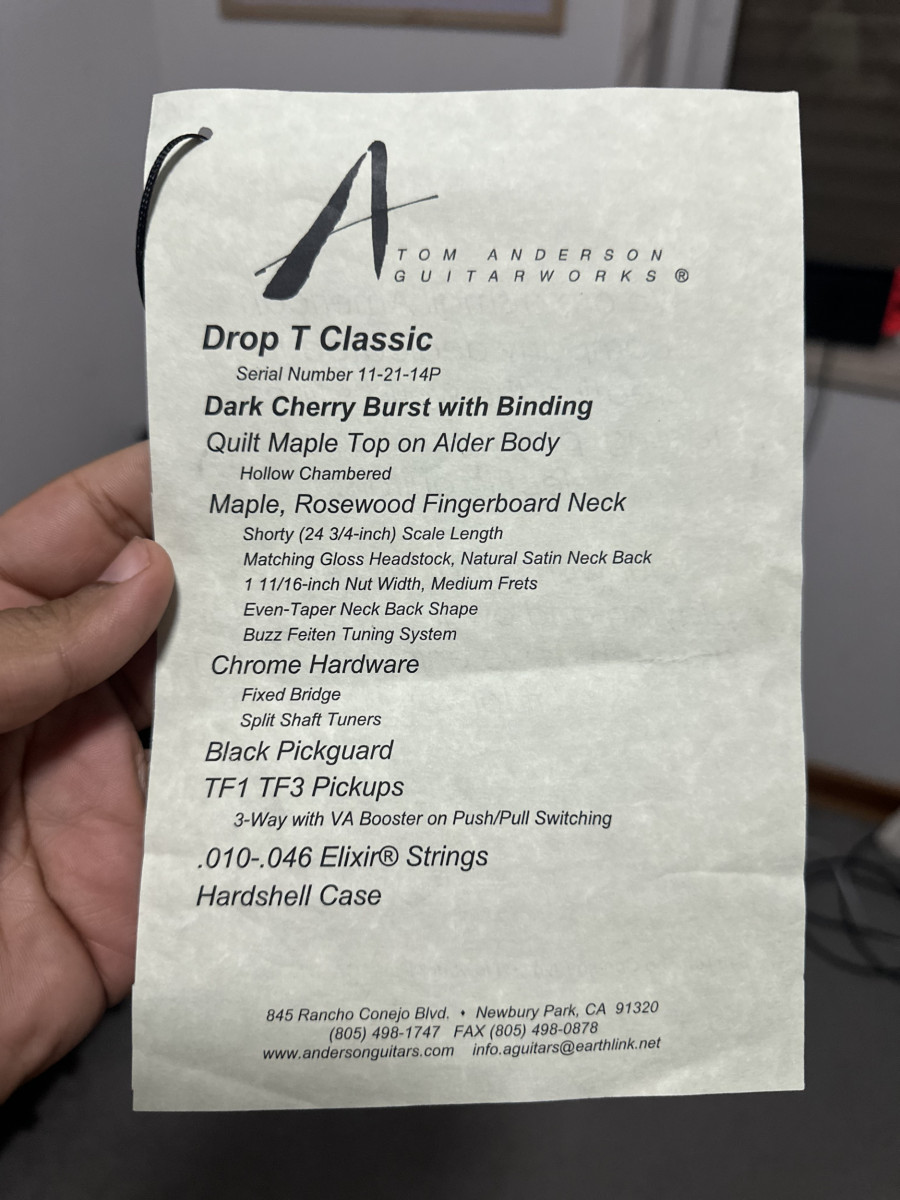 TOM ANDERSON
GUITARWORKS ®
Drop T Classic
Serial Number 11-21-14P
Dark Cherry Burst with Binding
Quilt Maple Top on Alder Body
Hollow Chambered
Maple, Rosewood Fingerboard Neck
Shorty (24 3/4-inch) Scale Length
Matching Gloss Headstock, Natural Satin Neck Back
1 11/16-inch Nut Width, Medium Frets
Even-Taper Neck Back Shape
Buzz Feiten Tuning System
Chrome Hardware
Fixed Bridge
Split Shaft Tuners
Black Pickguard
TF1 TF3 Pickups
3-Way with VA Booster on Push/Pull Switching
.010-.046 Elixir® Strings
Hardshell Case
845 Rancho Conejo Blvd. ♦ Newbury Park, CA 91320
(805) 498-1747 FAX (805) 498-0878
www.andersonguitars.com info.aguitars@earthlink.net